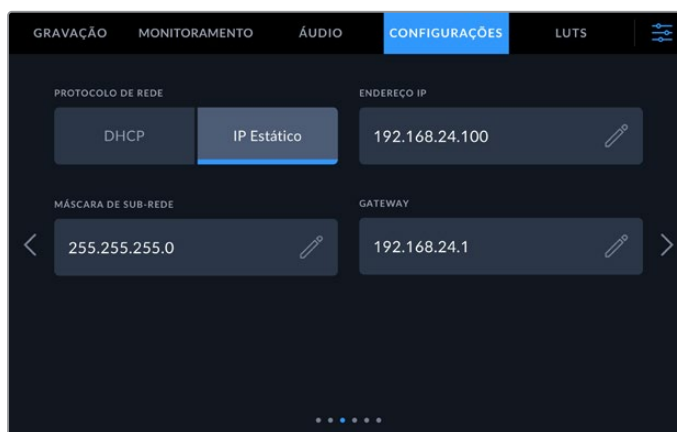 GRAVAÇÃO MONITORAMENTO ÁUDIO CONFIGURAÇÕES LUTS
PROTOCOLO DE REDE ENDEREÇO IP
DHCP IP Estático 192.168.24.100
MÁSCARA DE SUB-REDE GATEWAY
255.255.255.0 192.168.24.1